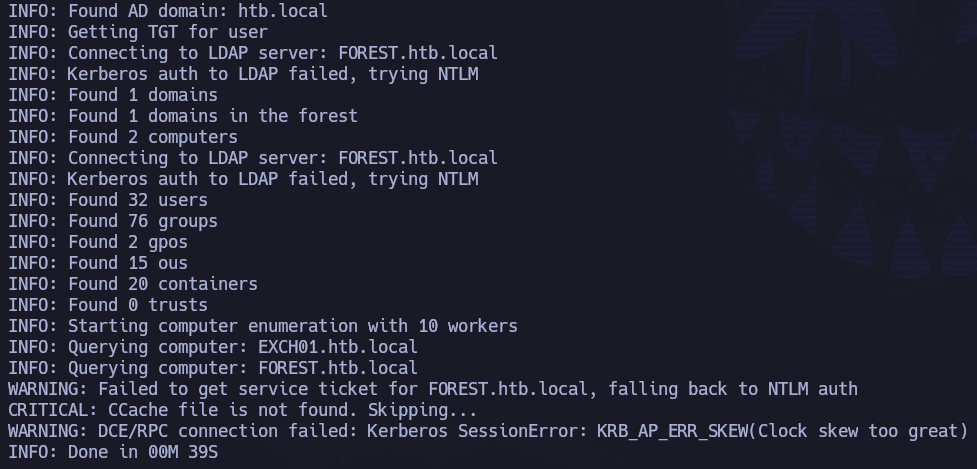 INFO: Found AD domain: htb.local
INFO: Getting TGT for user
INFO: Connecting to LDAP server: FOREST.htb.local
INFO: Kerberos auth to LDAP failed, trying NTLM
INFO: Found 1 domains
INFO: Found 1 domains in the forest
INFO: Found 2 computers
INFO: Connecting to LDAP server: FOREST.htb.local
INFO: Kerberos auth to LDAP failed, trying NTLM
INFO: Found 32 users
INFO: Found 76 groups
INFO: Found 2 gpos
INFO: Found 15 ous
INFO: Found 20 containers
INFO: Found 0 trusts
INFO: Starting computer enumeration with 10 workers
INFO: Querying computer: EXCH01.htb.local
INFO: Querying computer: FOREST.htb.local
WARNING: Failed to get service ticket for FOREST.htb.local, falling back to NTLM auth
CRITICAL: CCache file is not found. Skipping...
WARNING: DCE/RPC connection failed: Kerberos SessionError: KRB_AP_ERR_SKEW(Clock skew too great)
INFO: Done in 00M 39S